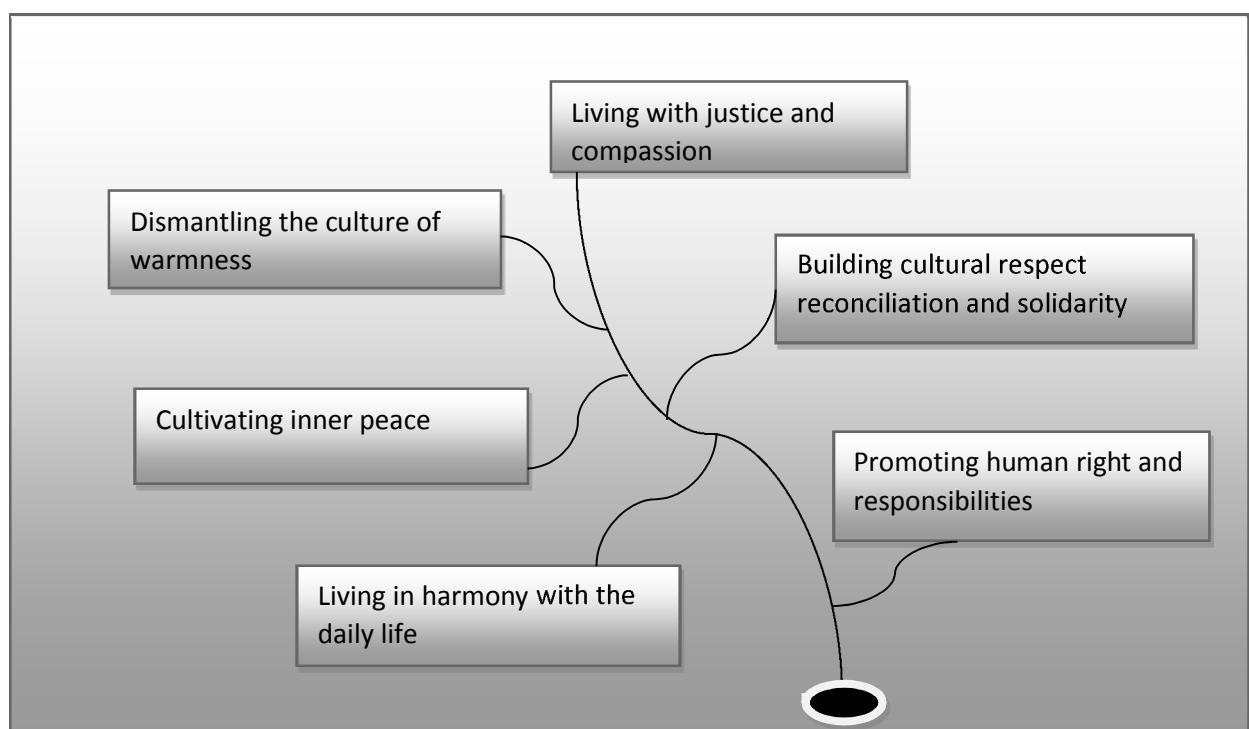 Living with justice and
compassion
Dismantling the culture of
warmness
Building cultural respect
reconciliation and solidarity
Cultivating inner peace
Promoting human right and
responsibilities
Living in harmony with the
daily life